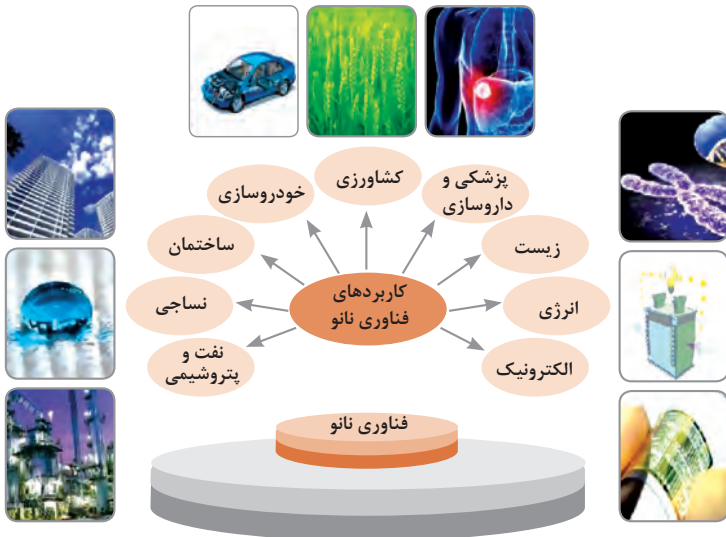 کشاورزی
پزشکی و
داروسازی
خودروسازی
زیست
ساختمان
انرژی
کاربردهای
فناوری نانو
نساجی
الکترونیک
نفت و
پتروشیمی
فناوری نانو